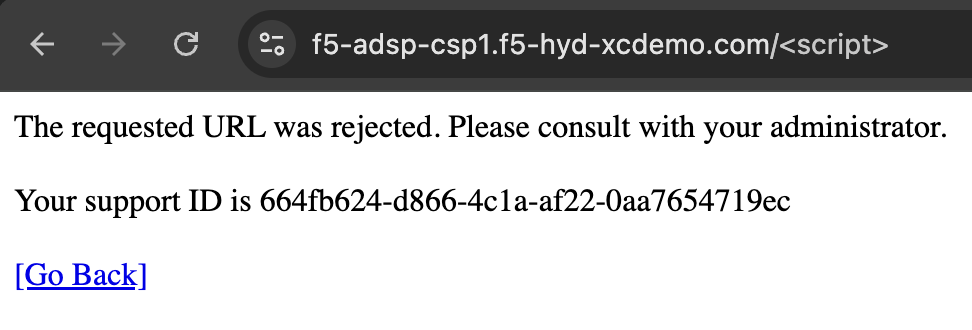 f5-adsp-csp1.f5-hyd-xcdemo.com/<script>
The requested URL was rejected. Please consult with your administrator.
Your support ID is 664fb624-d866-4c1a-af22-0aa7654719ec
[Go Back]